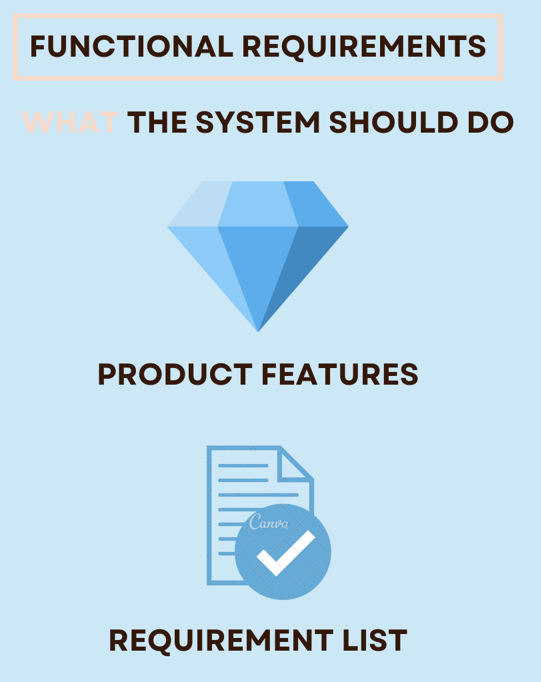 FUNCTIONAL REQUIREMENTS
WHAT THE SYSTEM SHOULD DO
PRODUCT FEATURES
Canva
REQUIREMENT LIST